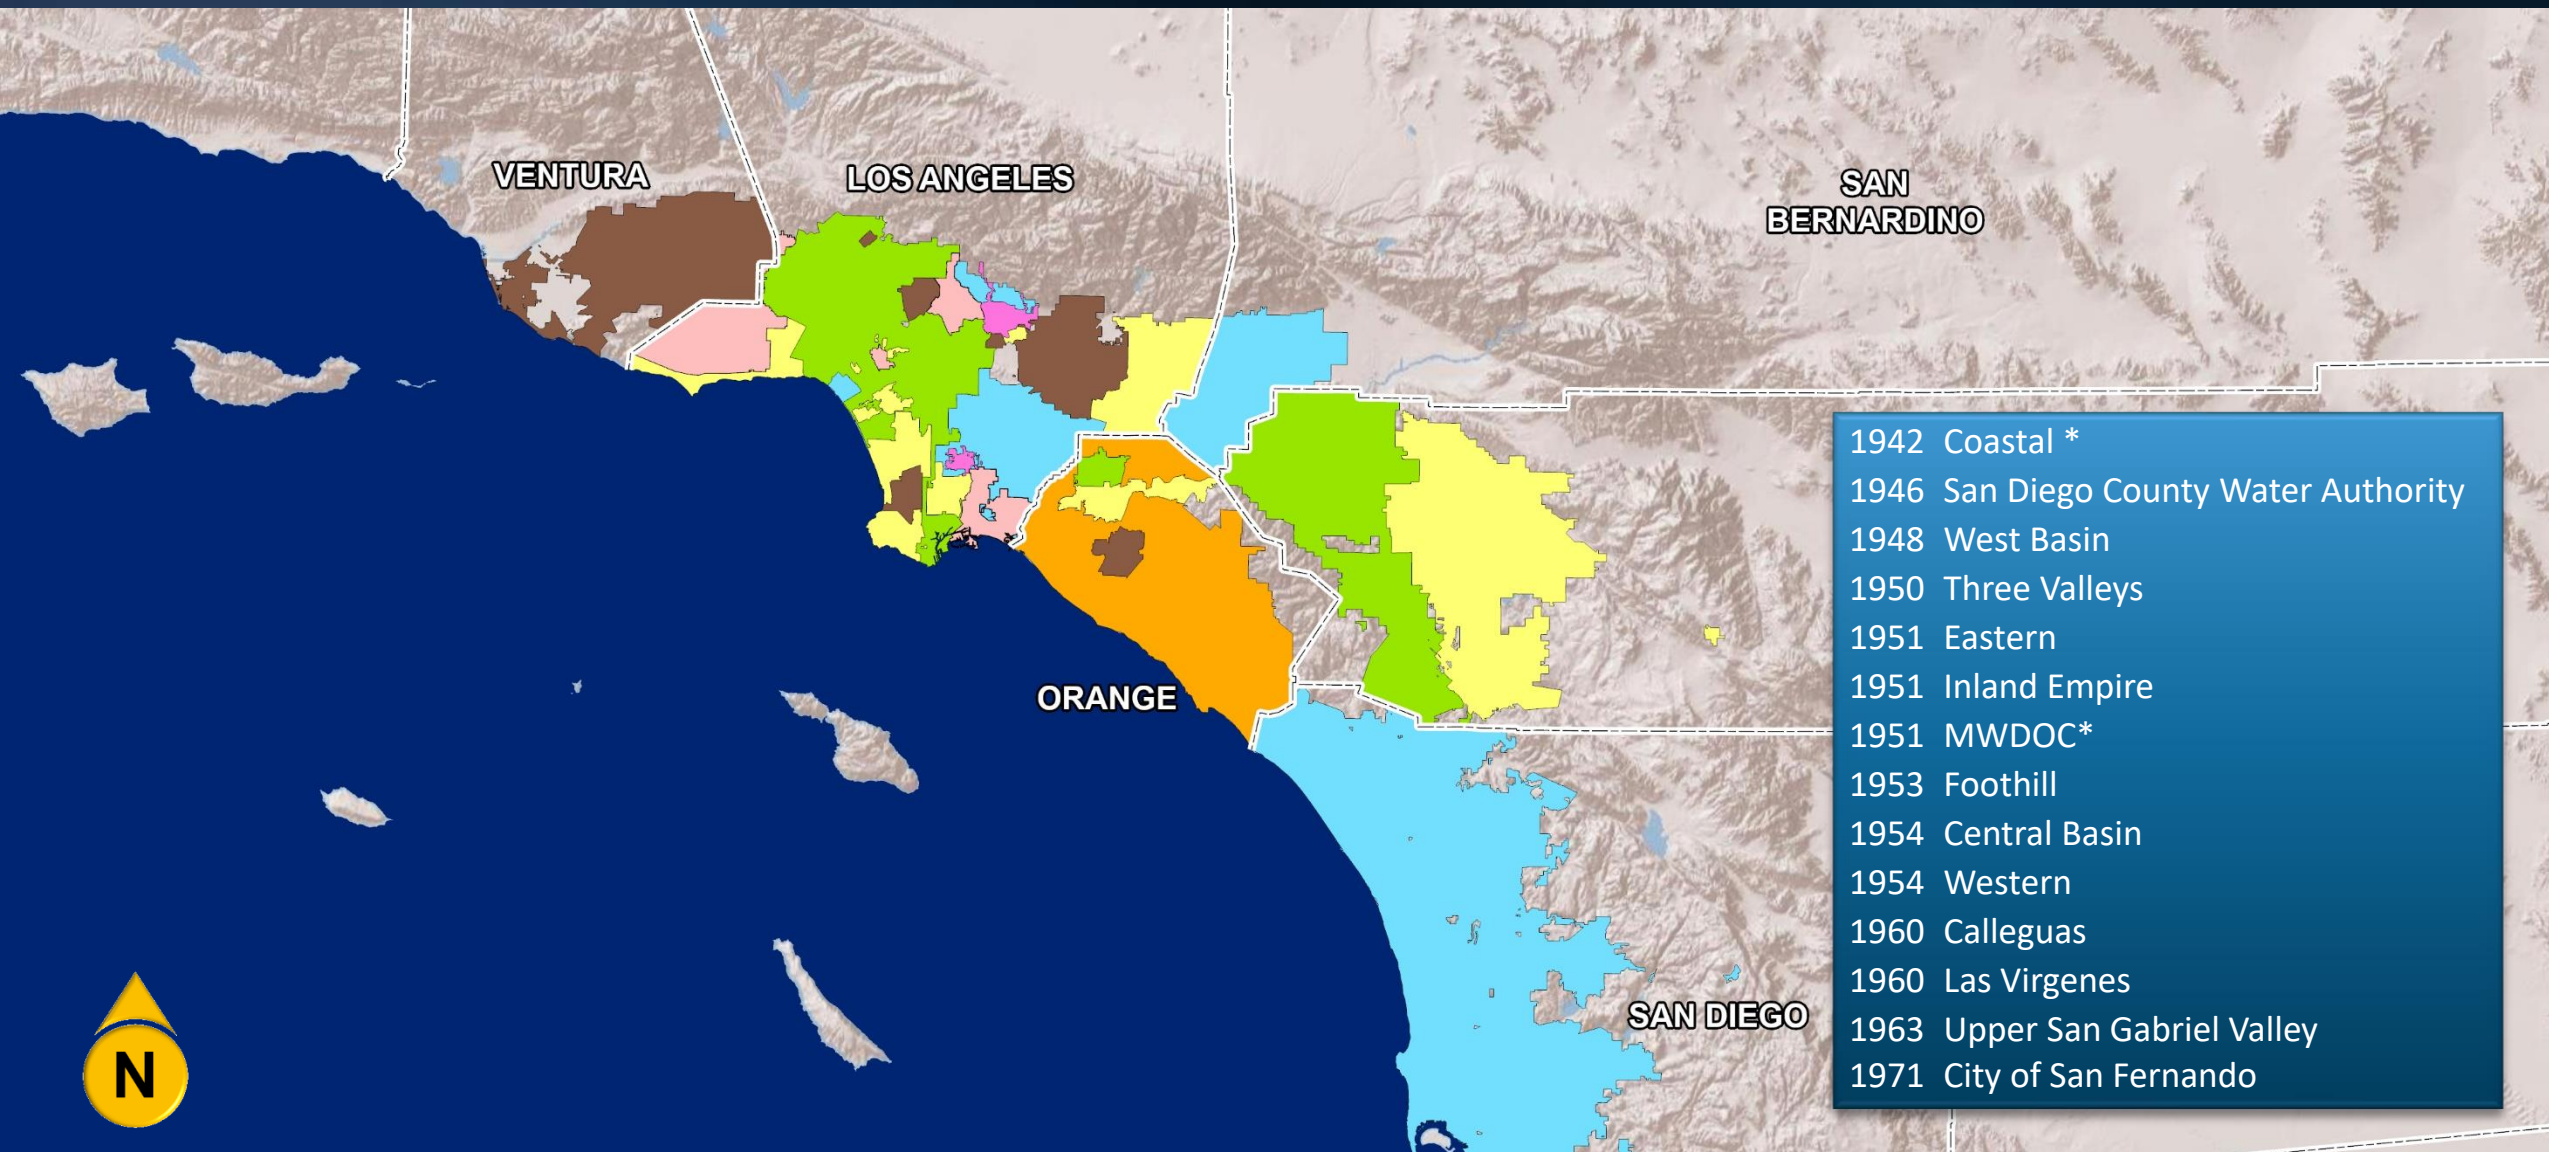 VENTURA
LOS ANGELES
SAN
BERNARDINO
ORANGE
SAN DIEGO
N
1942 Coastal *
1946 San Diego County Water Authority
1948 West Basin
1950 Three Valleys
1951 Eastern
1951 Inland Empire
1951 MWDOC*
1953 Foothill
1954 Central Basin
1954 Western
1960 Calleguas
1960 Las Virgenes
1963 Upper San Gabriel Valley
1971 City of San Fernando